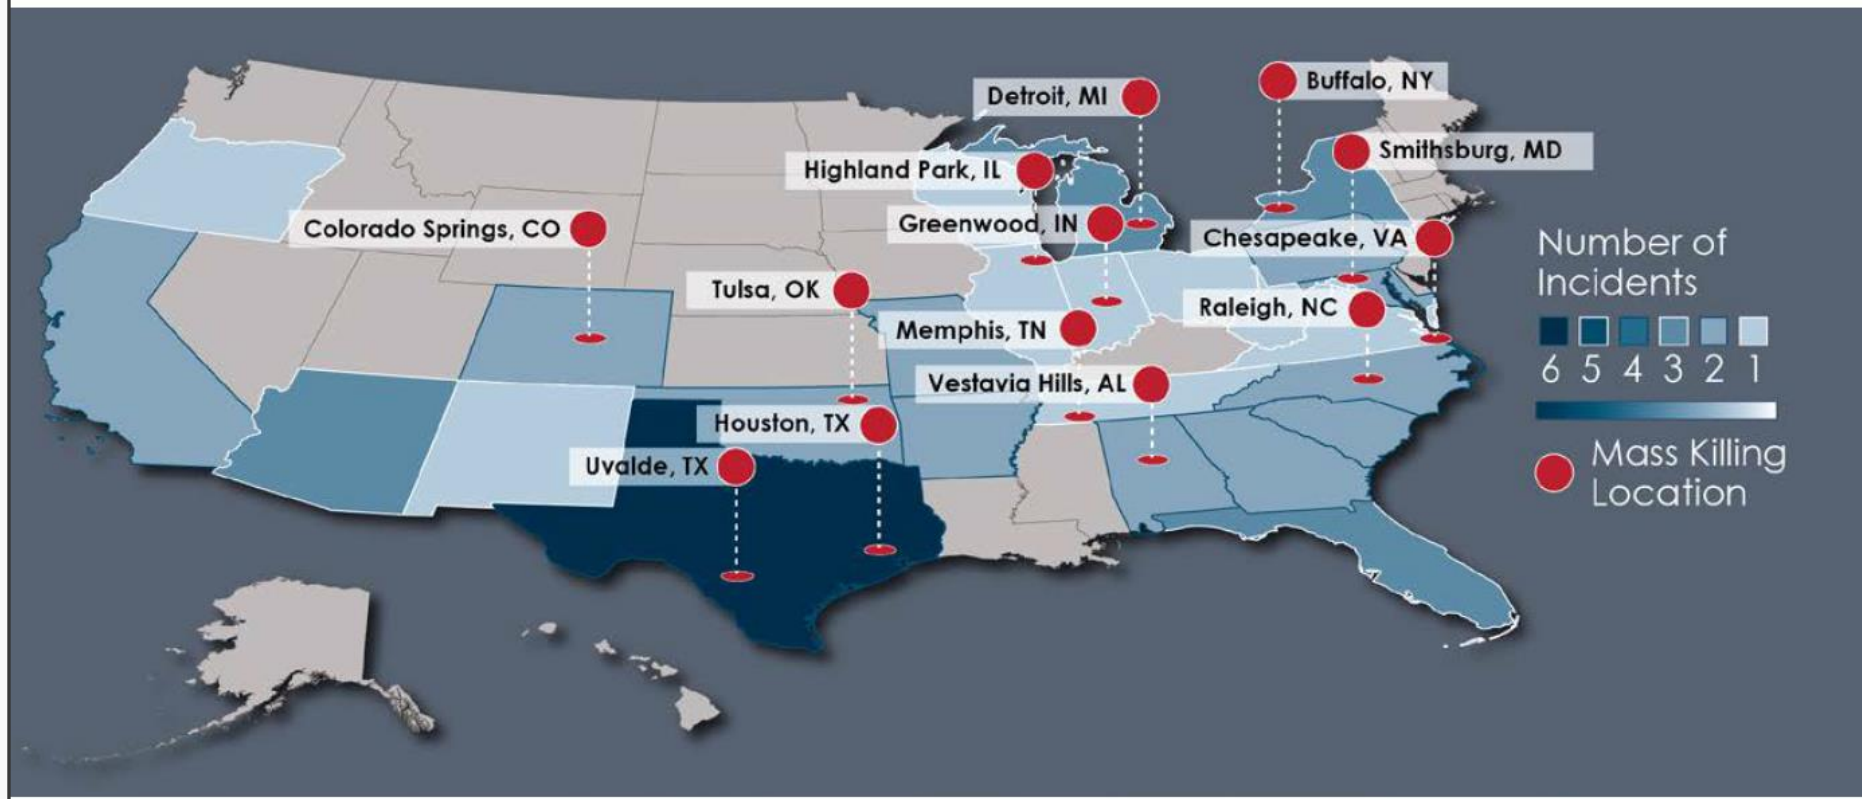 Detroit, MI
Buffalo, NY
Smithsburg, MD
Highland Park, IL
Greenwood, IN
Colorado Springs, CO
Chesapeake, VA
Tulsa, OK
Raleigh, NC
Memphis, TN
Vestavia Hills, AL
Houston, TX
Uvalde, TX
Number of
Incidents
6 5 4 3 2 1
Mass Killing
Location